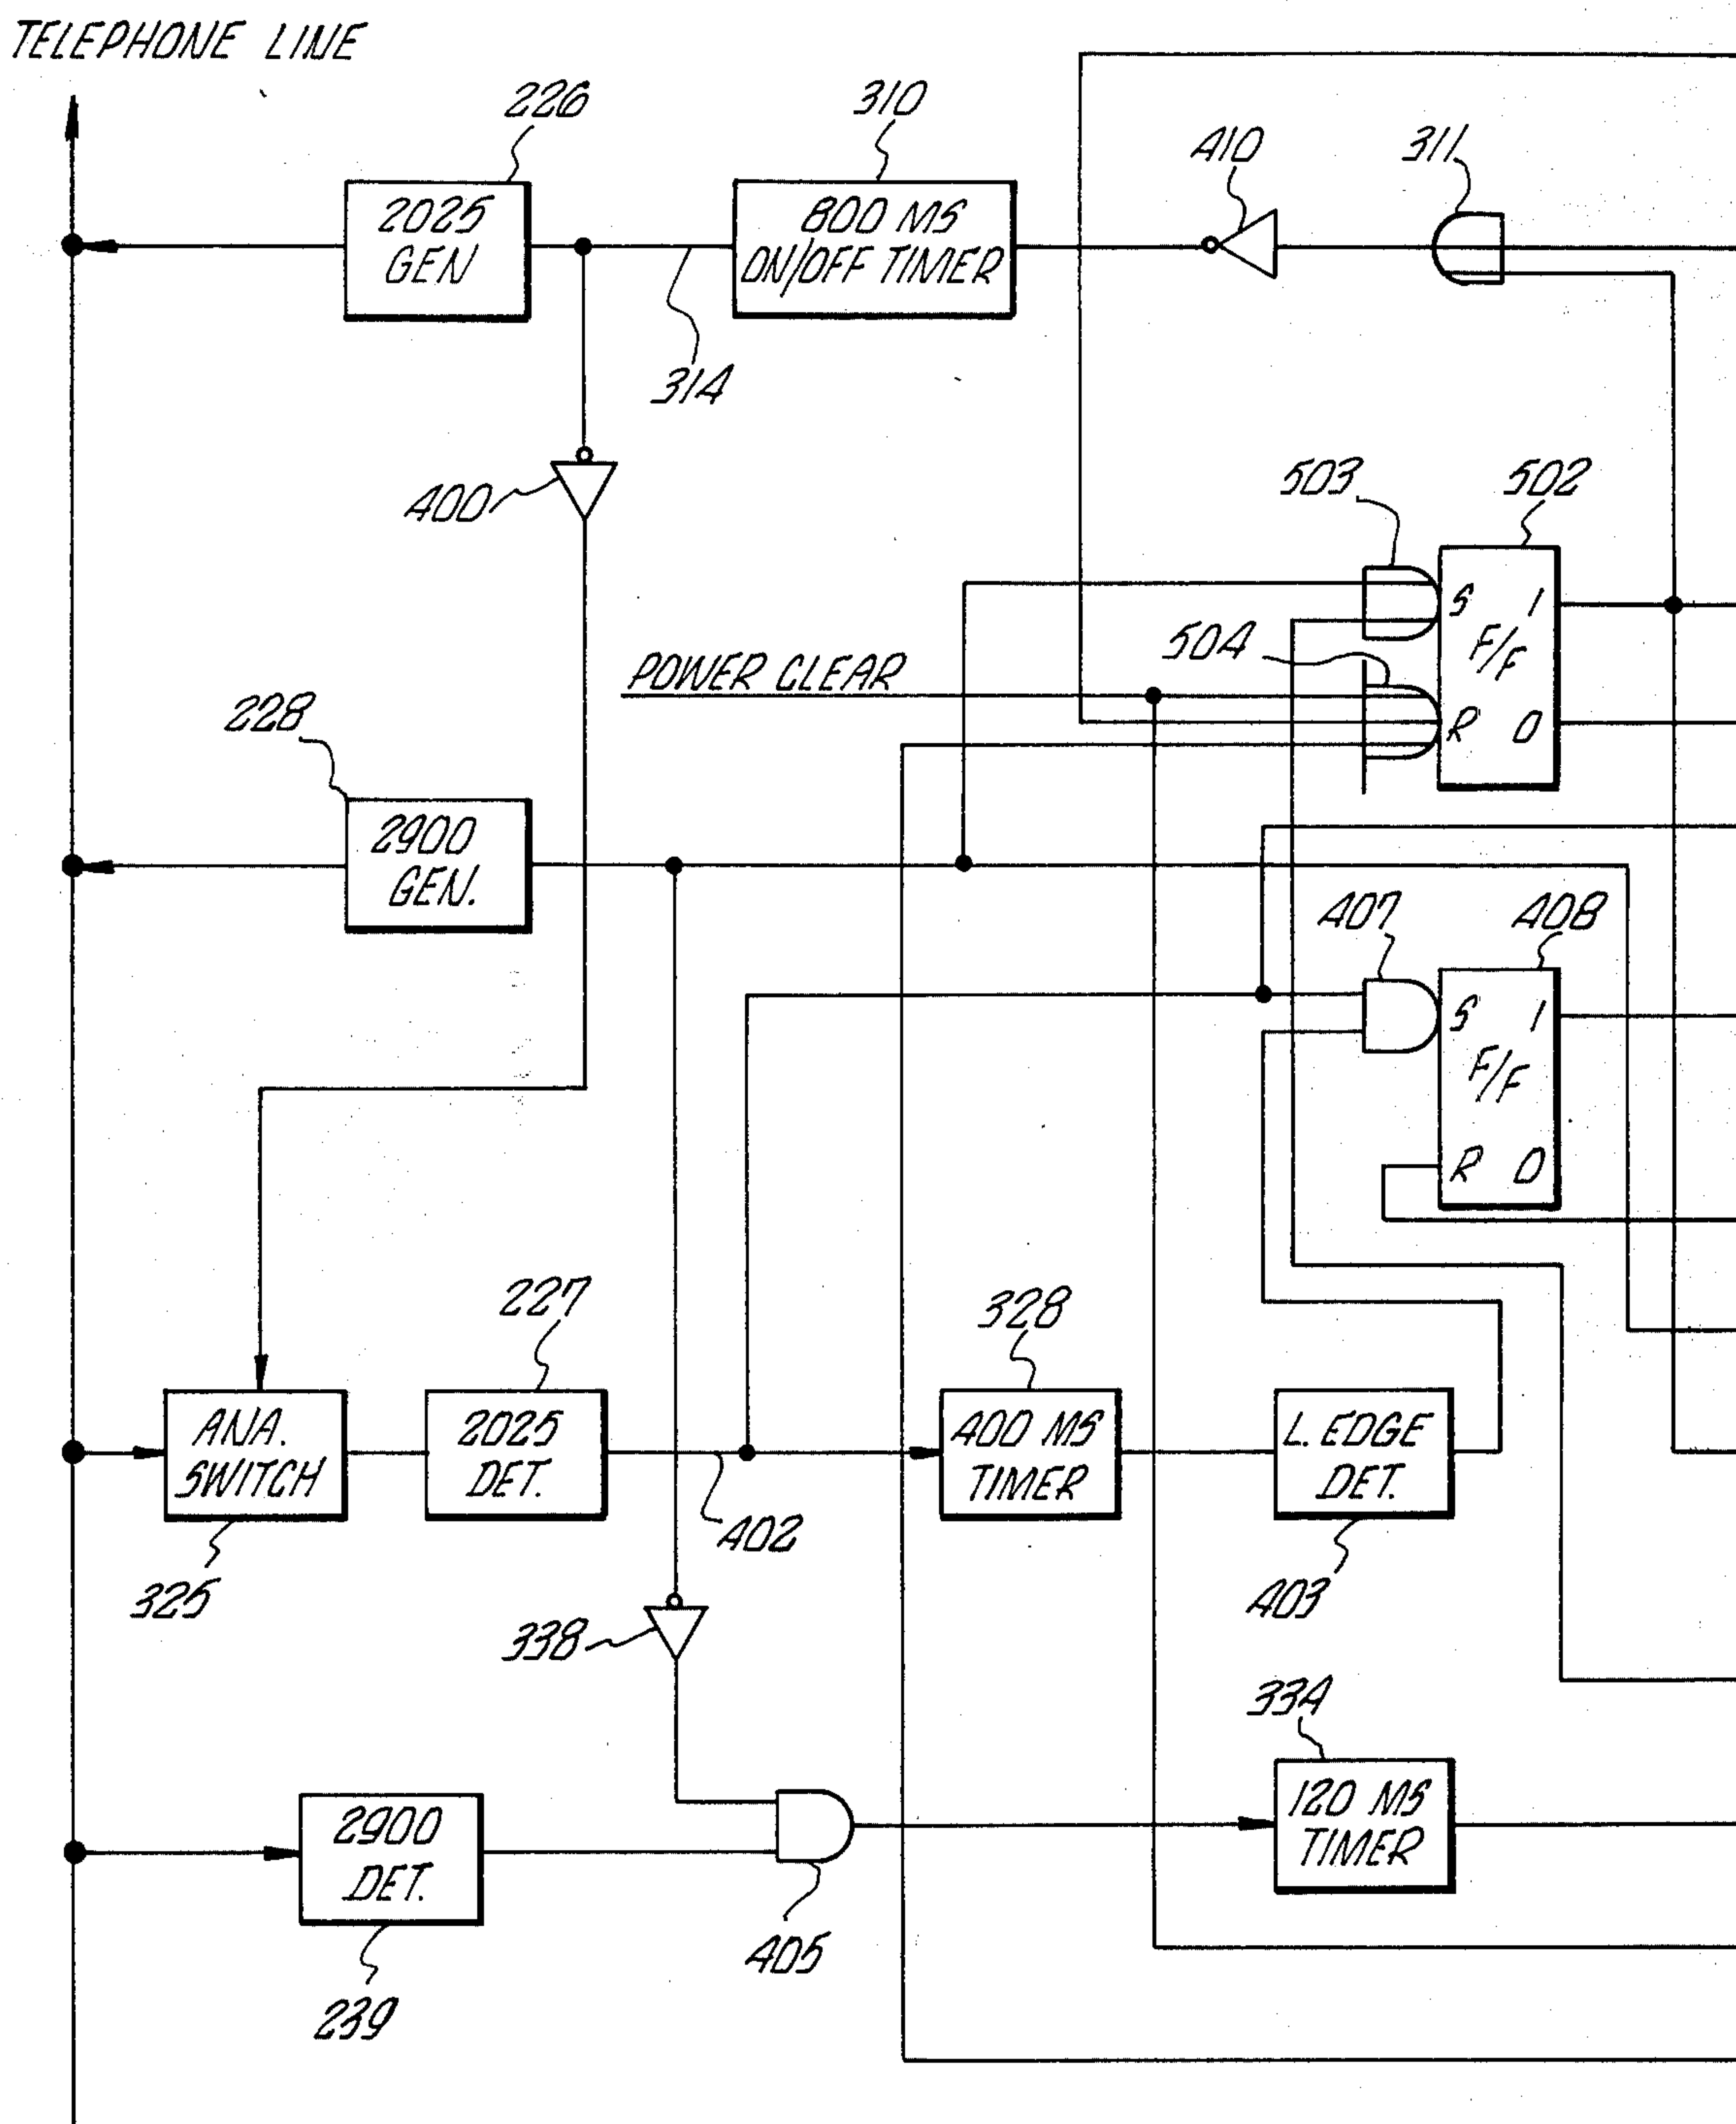 TELEPHONE LINE
226
310
410
311
2025
GEN
800 MS
ON/OFF TIMER
314
400
503
502
S 1
F/F
R 0
504
POWER CLEAR
228
2900
GEN.
407
408
S 1
F/F
R 0
227
328
ANA.
SWITCH
2025
DET.
400 MS
TIMER
L. EDGE
DET.
402
325
403
338
334
120 MS
TIMER
2900
DET.
405
239